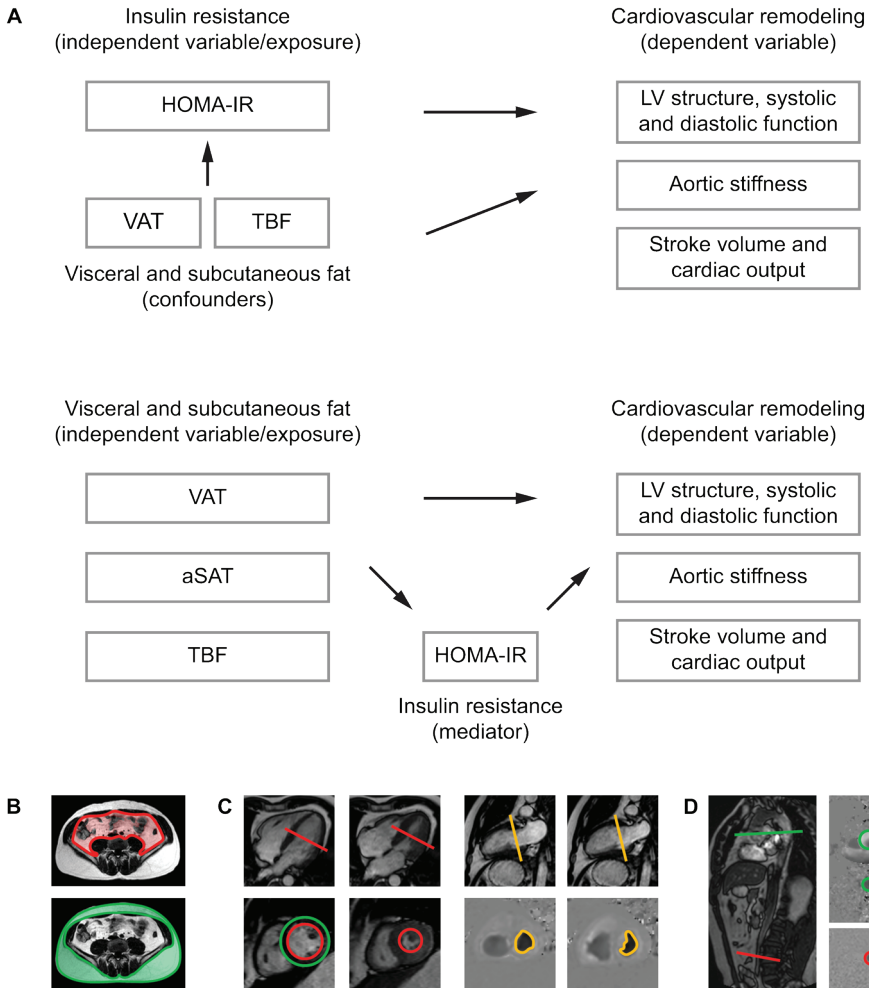 A
Insulin resistance
(independent variable/exposure)
Cardiovascular remodeling
(dependent variable)
HOMA-IR
LV structure, systolic
and diastolic function
VAT
TBF
Aortic stiffness
Visceral and subcutaneous fat
(confounders)
Stroke volume and
cardiac output
Visceral and subcutaneous fat
(independent variable/exposure)
Cardiovascular remodeling
(dependent variable)
VAT
LV structure, systolic
and diastolic function
aSAT
Aortic stiffness
TBF
HOMA-IR
Stroke volume and
cardiac output
Insulin resistance
(mediator)
B
C
D